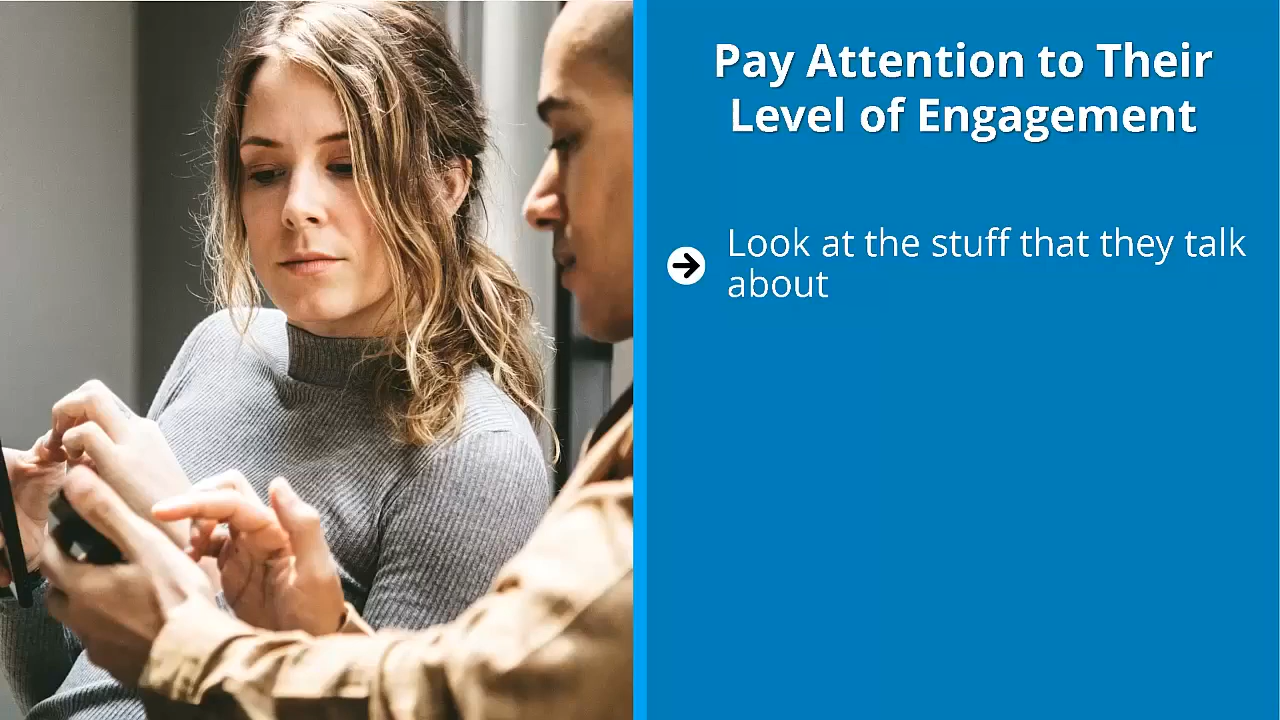 Pay Attention to Their
Level of Engagement
Look at the stuff that they talk
about